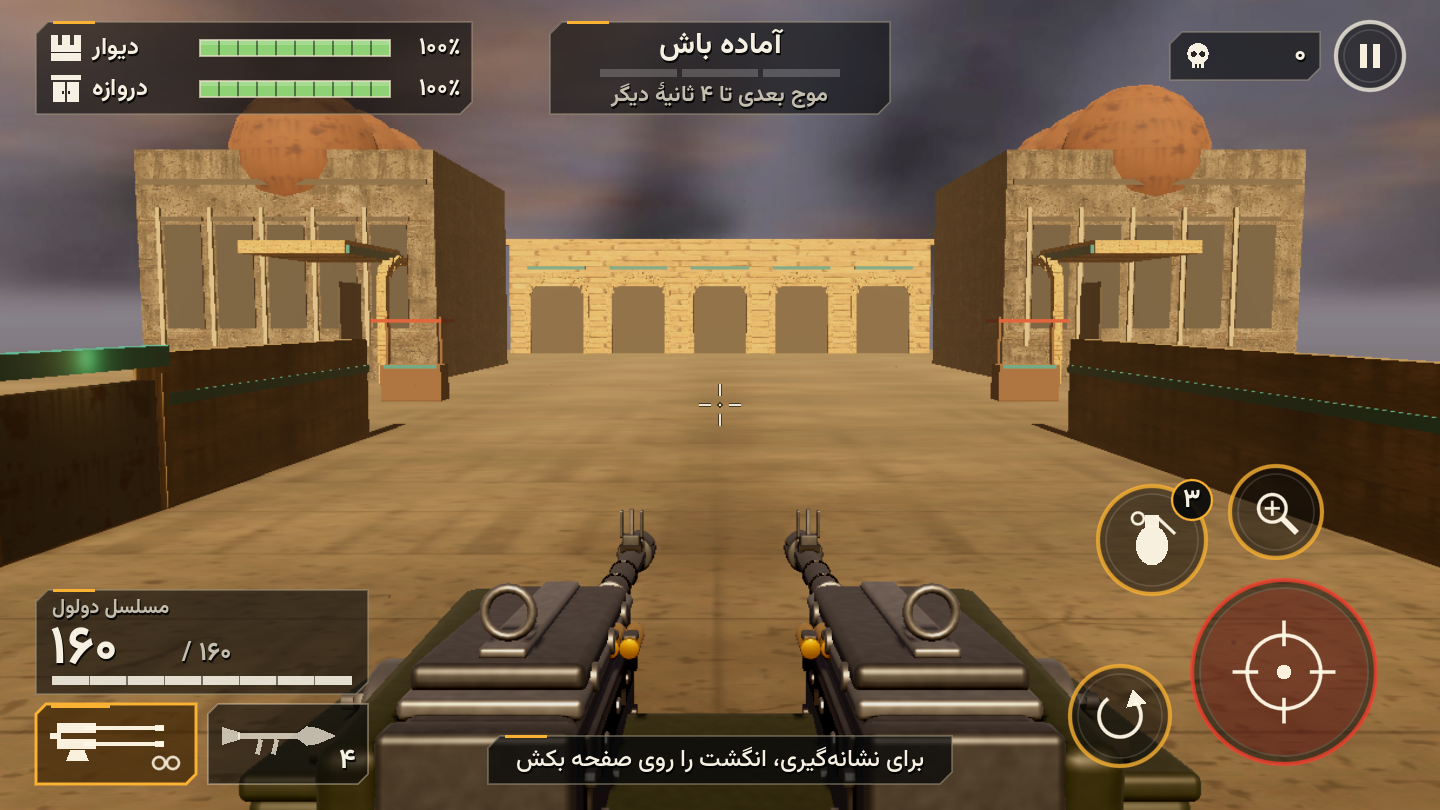 دیوار ۱۰۰٪
دروازه ۱۰۰٪
آماده باش
موج بعدی تا ۴ ثانیهٔ دیگر
۰
۳
مسلسل دولول
۱۶۰ / ۱۶۰
∞
۴
برای نشانه‌گیری، انگشت را روی صفحه بکش